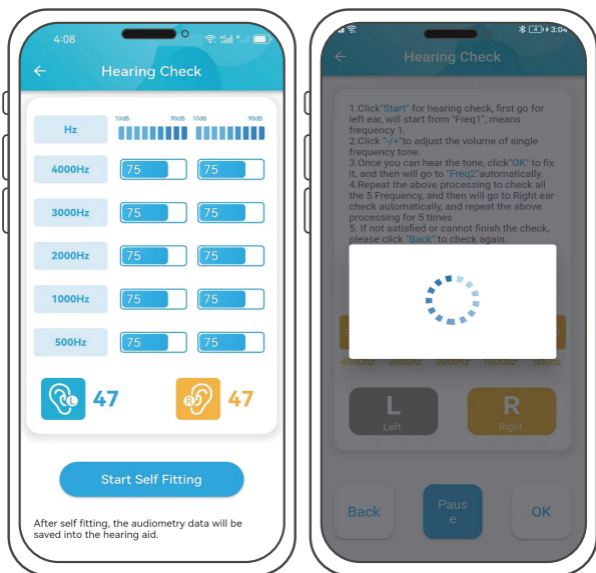 4:08
Hearing Check
10dB 90dB 10dB 90dB
Hz
4000Hz 75 75
3000Hz 75 75
2000Hz 75 75
1000Hz 75 75
500Hz 75 75
L 47 R 47
Start Self Fitting
After self fitting, the audiometry data will be
saved into the hearing aid.
3:04
Hearing Check
1.Click"Start" for hearing check, first go for
left ear, will start from "Freq1", means
frequency 1.
2.Click "-/+"to adjust the volume of single
frequency tone.
3.Once you can hear the tone, click"OK" to fix
it, and then will go to "Freq2"automatically.
4.Repeat the above processing to check all
the 5 Frequency, and then will go to Right ear
check automatically, and repeat the above
processing for 5 times
5. If not satisfied or cannot finish the check,
please click "Back" to check again.
4000hz 3000hz 2000hz 1000hz 500hz
L
Left
R
Right
Back
Paus
e
OK